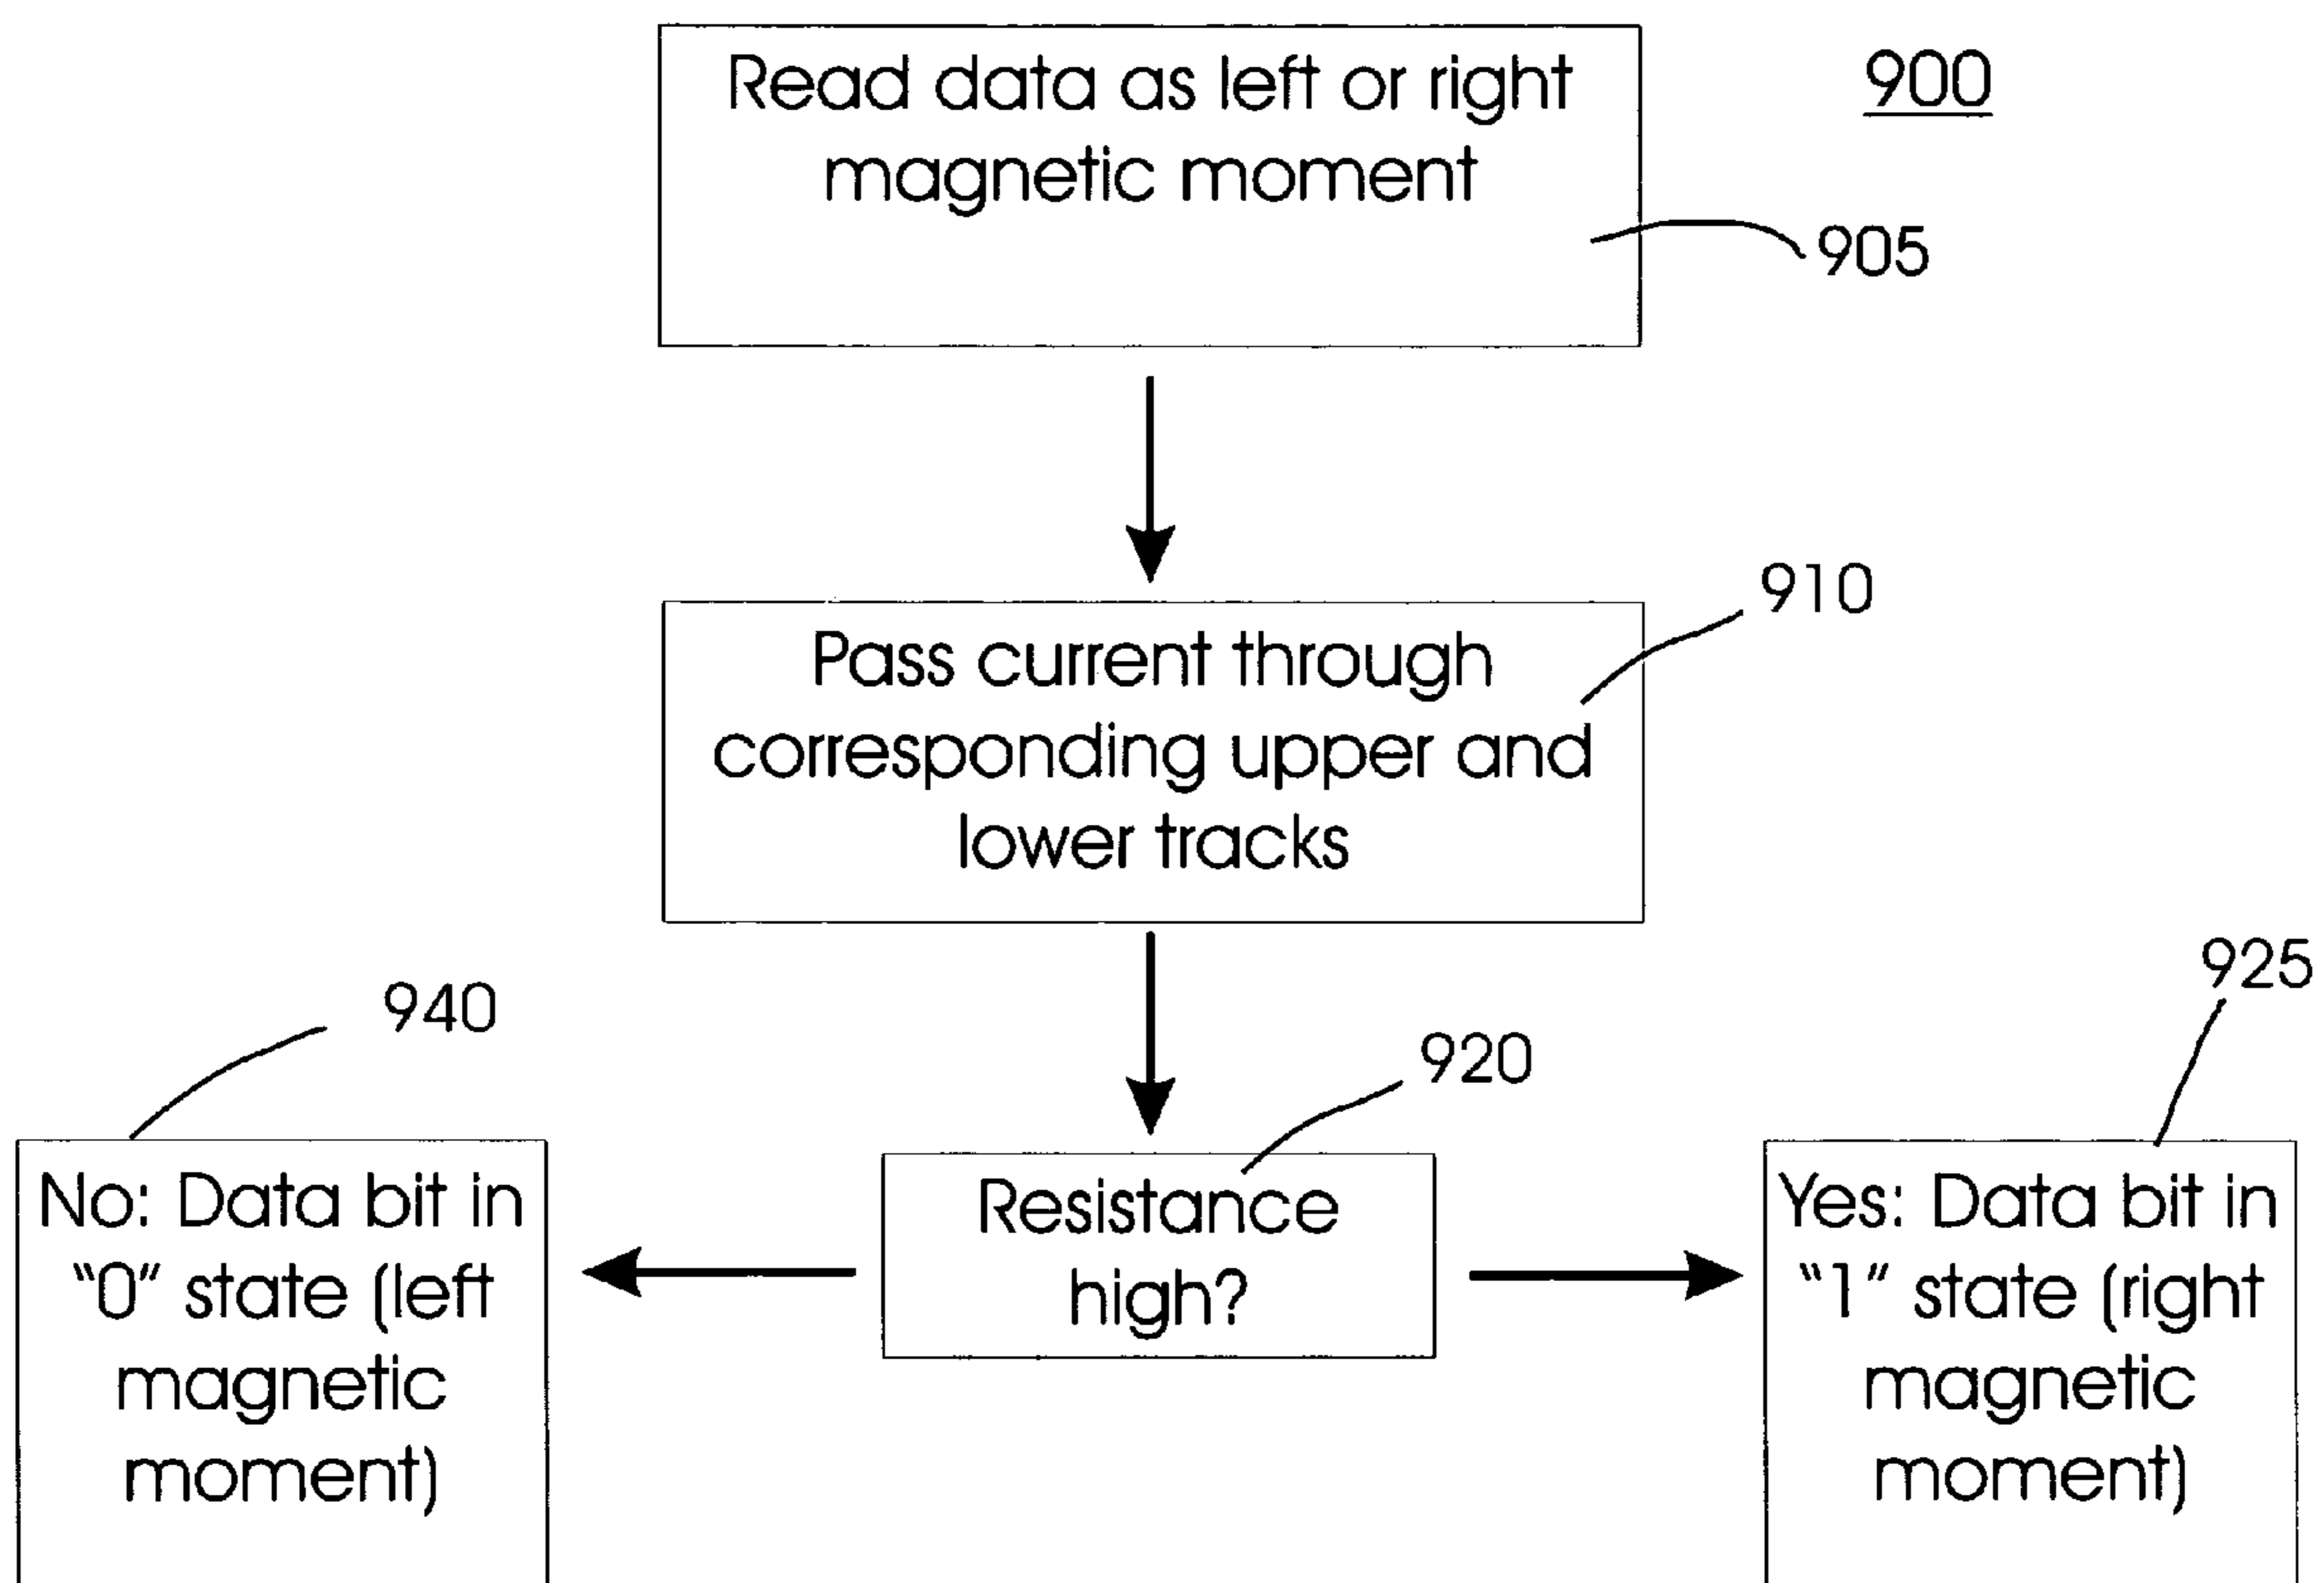 Read data as left or right
magnetic moment
900
905
910
Pass current through
corresponding upper and
lower tracks
940
920
925
No: Data bit in
“0” state (left
magnetic
moment)
Resistance
high?
Yes: Data bit in
“1” state (right
magnetic
moment)